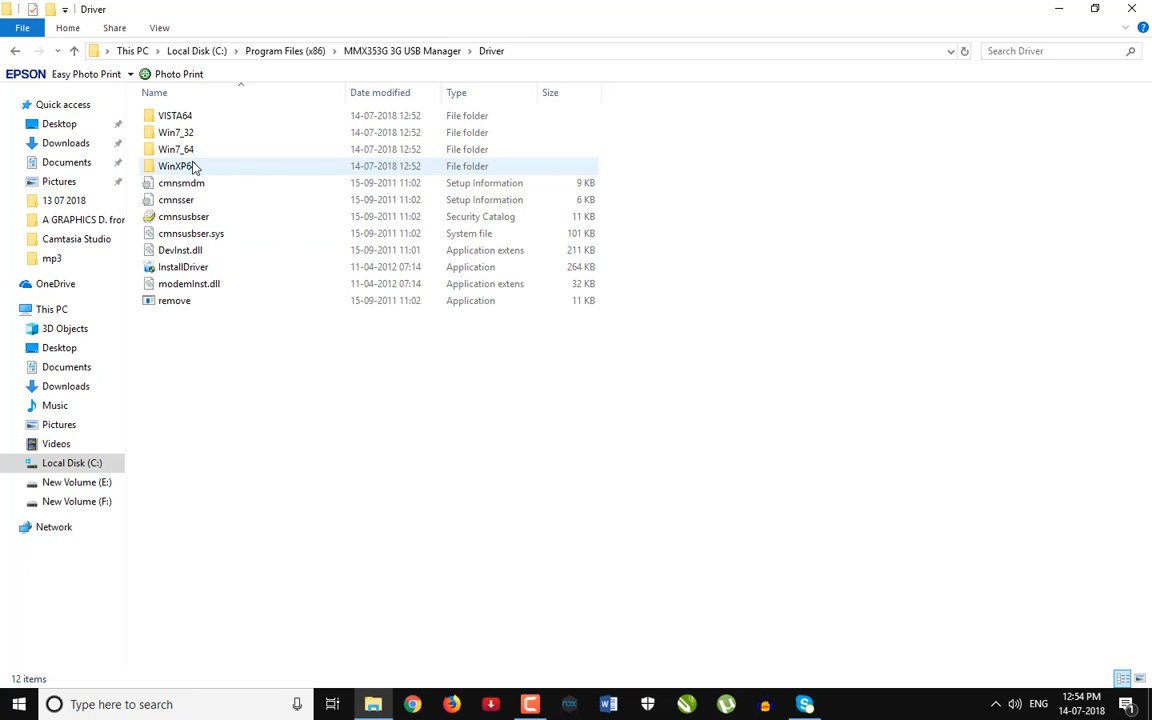 Driver
File Home Share View
This PC Local Disk (C:) Program Files (x86) MMX353G 3G USB Manager Driver Search Driver
EPSON Easy Photo Print Photo Print
Name Date modified Type Size
Quick access
Desktop
Downloads
Documents
Pictures
13 07 2018
A GRAPHICS D. fror
Camtasia Studio
mp3
OneDrive
This PC
3D Objects
Desktop
Documents
Downloads
Music
Pictures
Videos
Local Disk (C:)
New Volume (E:)
New Volume (F:)
Network
VISTA64 14-07-2018 12:52 File folder
Win7_32 14-07-2018 12:52 File folder
Win7_64 14-07-2018 12:52 File folder
WinXP6 14-07-2018 12:52 File folder
cmnsmdm 15-09-2011 11:02 Setup Information 9 KB
cmnsser 15-09-2011 11:02 Setup Information 6 KB
cmnsusbser 15-09-2011 11:02 Security Catalog 11 KB
cmnsusbser.sys 15-09-2011 11:02 System file 101 KB
DevInst.dll 15-09-2011 11:01 Application extens 211 KB
InstallDriver 11-04-2012 07:14 Application 264 KB
modemInst.dll 11-04-2012 07:14 Application extens 32 KB
remove 15-09-2011 11:02 Application 11 KB
12 items
Type here to search
ENG
12:54 PM
14-07-2018
1